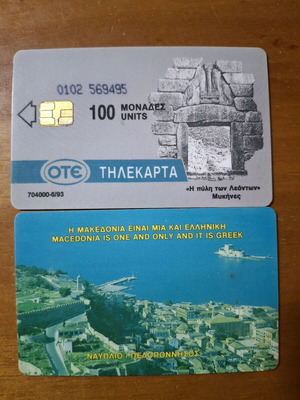 0102 569495
100 ΜΟΝΑΔΕΣ
UNITS
OTE ΤΗΛΕΚΑΡΤΑ
704000-6/93
«Η πύλη των Λεόντων»
Μυκήνες
Η ΜΑΚΕΔΟΝΙΑ ΕΙΝΑΙ ΜΙΑ ΚΑΙ ΕΛΛΗΝΙΚΗ
MACEDONIA IS ONE AND ONLY AND IT IS GREEK
ΝΑΥΠΛΙΟ / ΠΕΛΟΠΟΝΝΗΣΟΣ